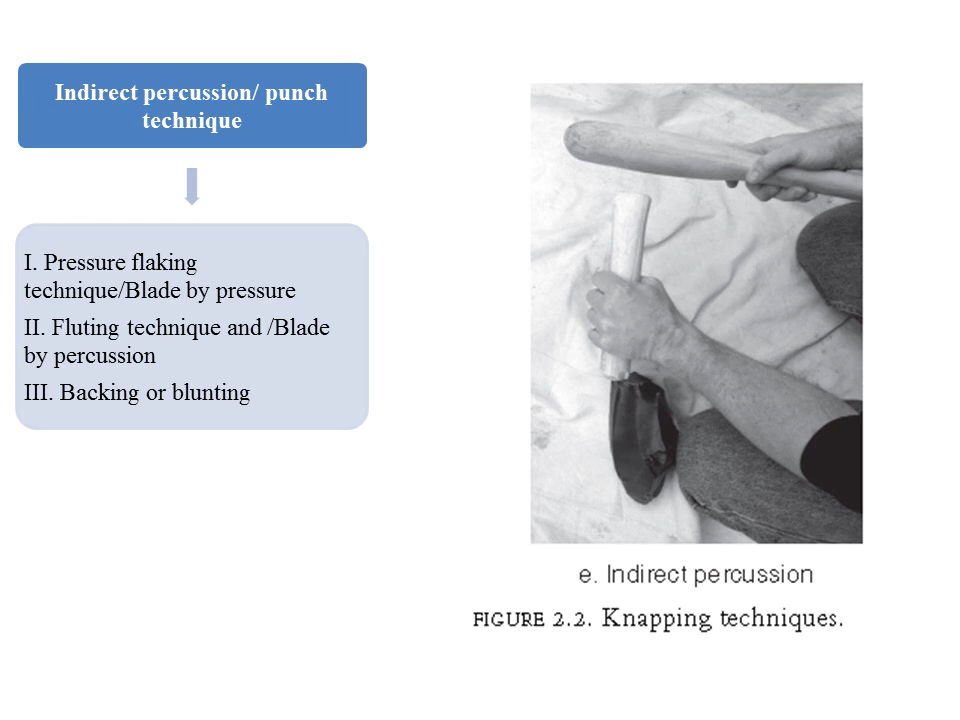 Indirect percussion/ punch
technique
I. Pressure flaking
technique/Blade by pressure
II. Fluting technique and /Blade
by percussion
III. Backing or blunting
e. Indirect percussion
FIGURE 2.2. Knapping techniques.